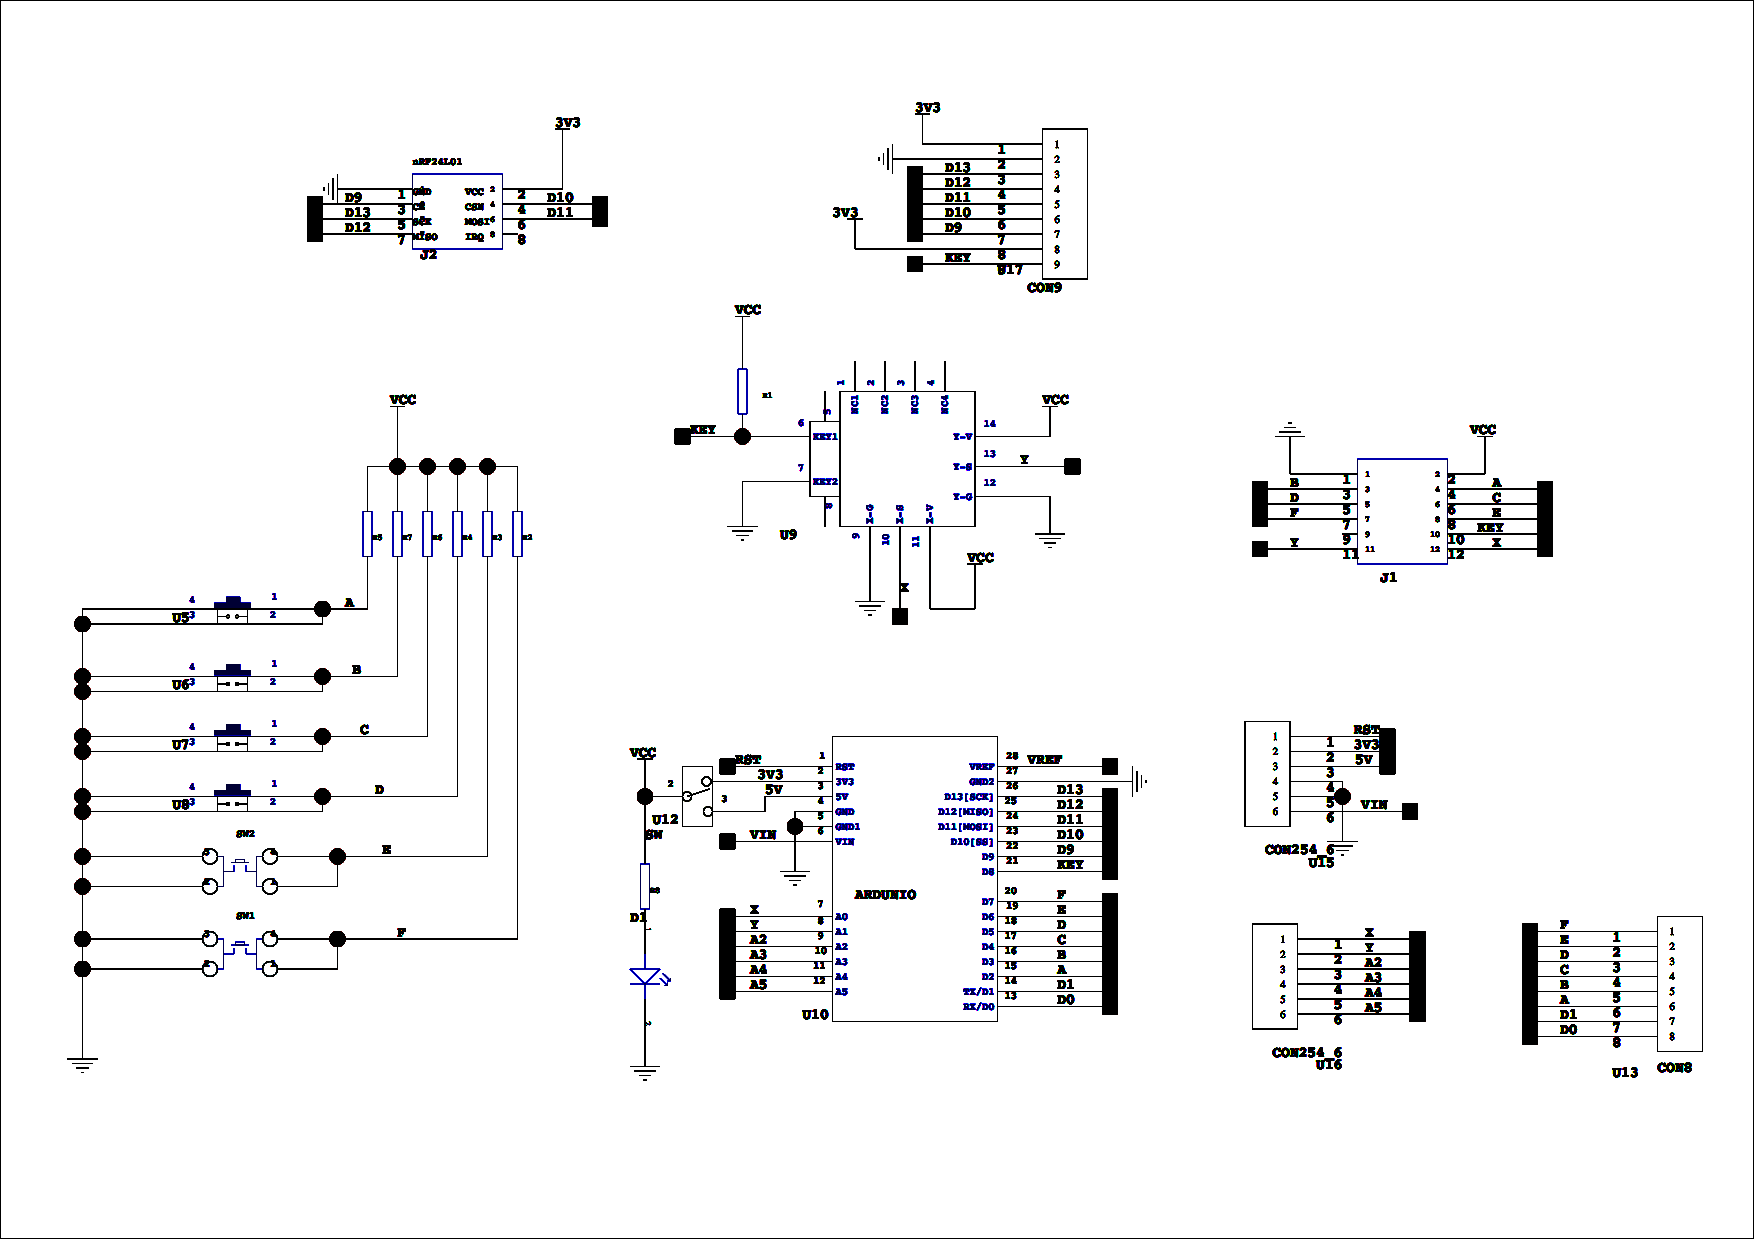 3V3
nRF24L01
1 GND VCC 2 2
D9 3 CE CSN 4 4 D10
D13 5 SCK MOSI 6 6 D11
D12 7 MISO IRQ 8 8
J2
3V3
1 1
2 2
D13 3 3
D12 4 4
D11 5 5
D10 6 6
3V3
D9 7 7
8 8
KEY 9
U17
CON9
VCC
R1
KEY
6 KEY1
7 KEY2
5
8
1 2 3 4
NC1 NC2 NC3 NC4
14 Y-V VCC
13 Y-S Y
12 Y-G
X-G X-S X-V
9 10 11
U9
X
VCC
VCC
R5 R7 R6 R4 R3 R2
4 1 A
U5 3 2
4 1 B
U6 3 2
4 1 C
U7 3 2
4 1 D
U8 3 2
SW2
3 4 E
2 1
SW1
3 4 F
2 1
VCC
1 1 2 2
B 3 3 4 4 A
D 5 5 6 6 C
F 7 7 8 8 E
9 9 10 10 KEY
Y 11 11 12 12 X
J1
VCC
2
3
U12
SW
R8
D1
1
2
RST 1 RST
3V3 2 3V3
5V 3 5V
4 GND
5 GND1
VIN 6 VIN
ARDUNIO
X 7 A0
Y 8 A1
A2 9 A2
A3 10 A3
A4 11 A4
A5 12 A5
U10
VREF 28 VREF
GND2 27
D13[SCK] 26 D13
D12[MISO] 25 D12
D11[MOSI] 24 D11
D10[SS] 23 D10
D9 22 D9
D8 21 KEY
D7 20 F
D6 19 E
D5 18 D
D4 17 C
D3 16 B
D2 15 A
TX/D1 14 D1
RX/D0 13 D0
1 1 RST
2 2 3V3
3 3 5V
4 4
5 5
6 6 VIN
CON254_6
U15
1 1 X
2 2 Y
3 3 A2
4 4 A3
5 5 A4
6 6 A5
CON254_6
U16
F 1 1
E 2 2
D 3 3
C 4 4
B 5 5
A 6 6
D1 7 7
D0 8 8
U13 CON8